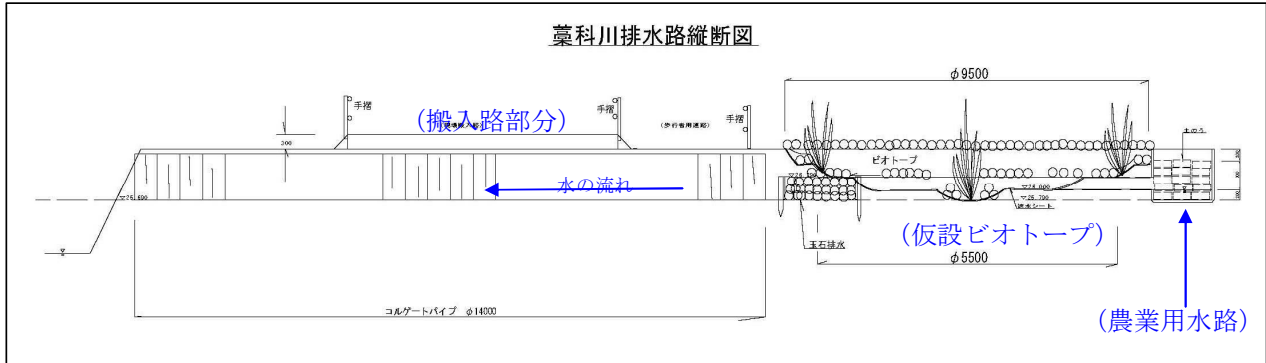 藁科川排水路縦断図
φ9500
手摺
手摺
手摺
(搬入路部分)
(歩行者用通路)
土のう
300
ビオトープ
水の流れ
▽25.000
▽25.790
遮水シート
玉石排水
(仮設ビオトープ)
φ5500
コルゲートパイプ φ14000
(農業用水路)